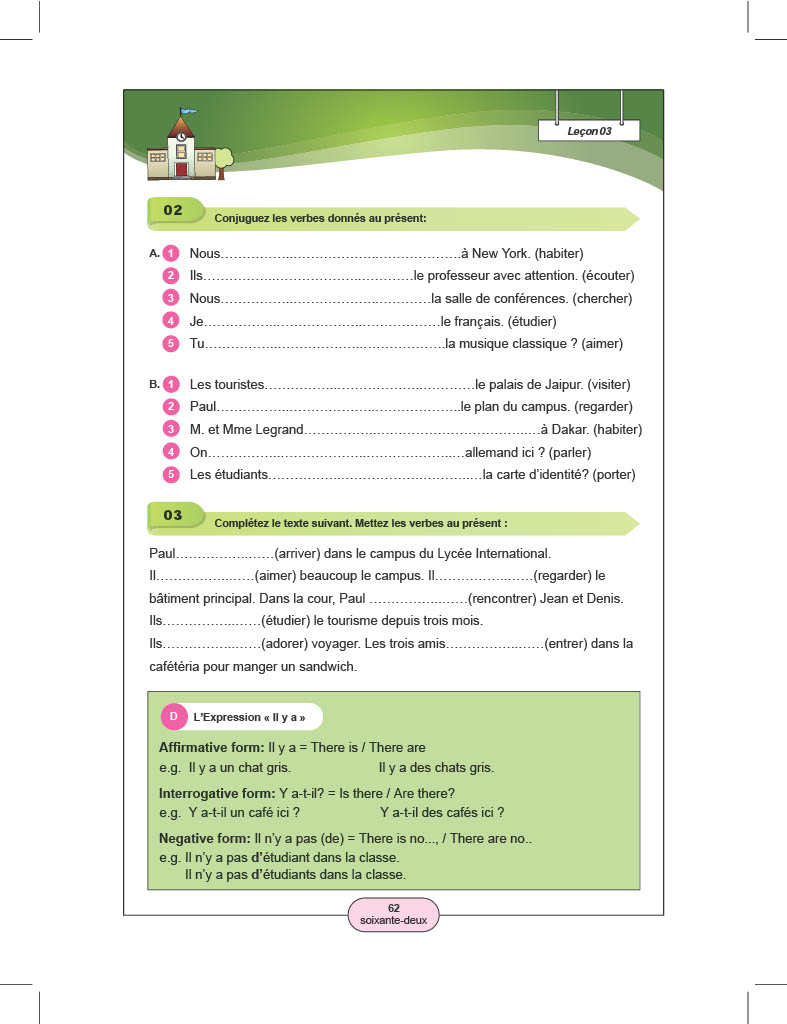 Leçon 03
02 Conjuguez les verbes donnés au présent:
A. 1 Nous……………..……………….……………….à New York. (habiter)
2 Ils……………..……………….…………le professeur avec attention. (écouter)
3 Nous……………..……………….…………la salle de conférences. (chercher)
4 Je……………..……………….………………le français. (étudier)
5 Tu……………..……………….………………la musique classique ? (aimer)
B. 1 Les touristes……………..……………….…………le palais de Jaipur. (visiter)
2 Paul……………..……………….………………..le plan du campus. (regarder)
3 M. et Mme Legrand……………..……………………………..…à Dakar. (habiter)
4 On……………..……………….………………..…allemand ici ? (parler)
5 Les étudiants……………..……………….………..…la carte d’identité? (porter)
03 Complétez le texte suivant. Mettez les verbes au présent :
Paul……………..……(arriver) dans le campus du Lycée International.
Il……………..……(aimer) beaucoup le campus. Il……………..……(regarder) le
bâtiment principal. Dans la cour, Paul ……………..……(rencontrer) Jean et Denis.
Ils……………..……(étudier) le tourisme depuis trois mois.
Ils……………..……(adorer) voyager. Les trois amis……………..……(entrer) dans la
cafétéria pour manger un sandwich.
D L’Expression « Il y a »
Affirmative form: Il y a = There is / There are
e.g. Il y a un chat gris. Il y a des chats gris.
Interrogative form: Y a-t-il? = Is there / Are there?
e.g. Y a-t-il un café ici ? Y a-t-il des cafés ici ?
Negative form: Il n’y a pas (de) = There is no..., / There are no..
e.g. Il n’y a pas d’étudiant dans la classe.
Il n’y a pas d’étudiants dans la classe.
62
soixante-deux